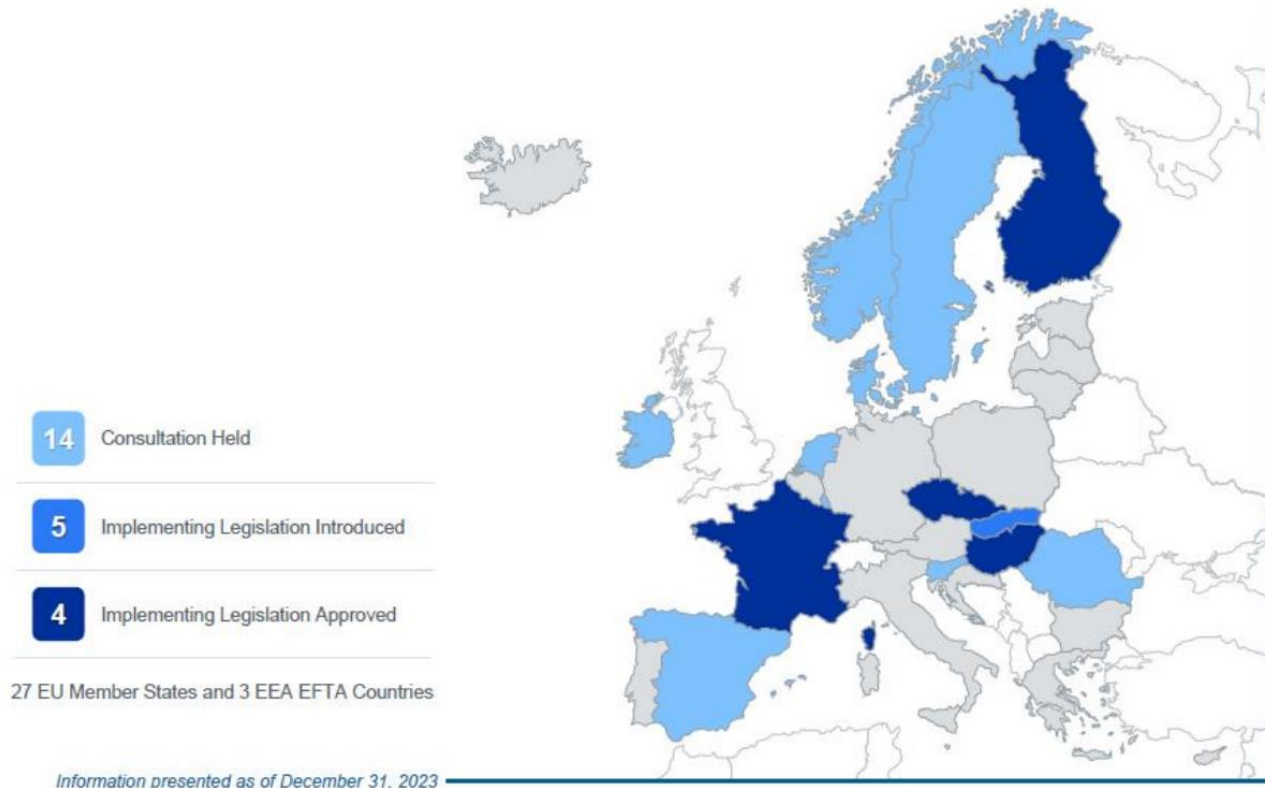 14 Consultation Held
5 Implementing Legislation Introduced
4 Implementing Legislation Approved
27 EU Member States and 3 EEA EFTA Countries
Information presented as of December 31, 2023